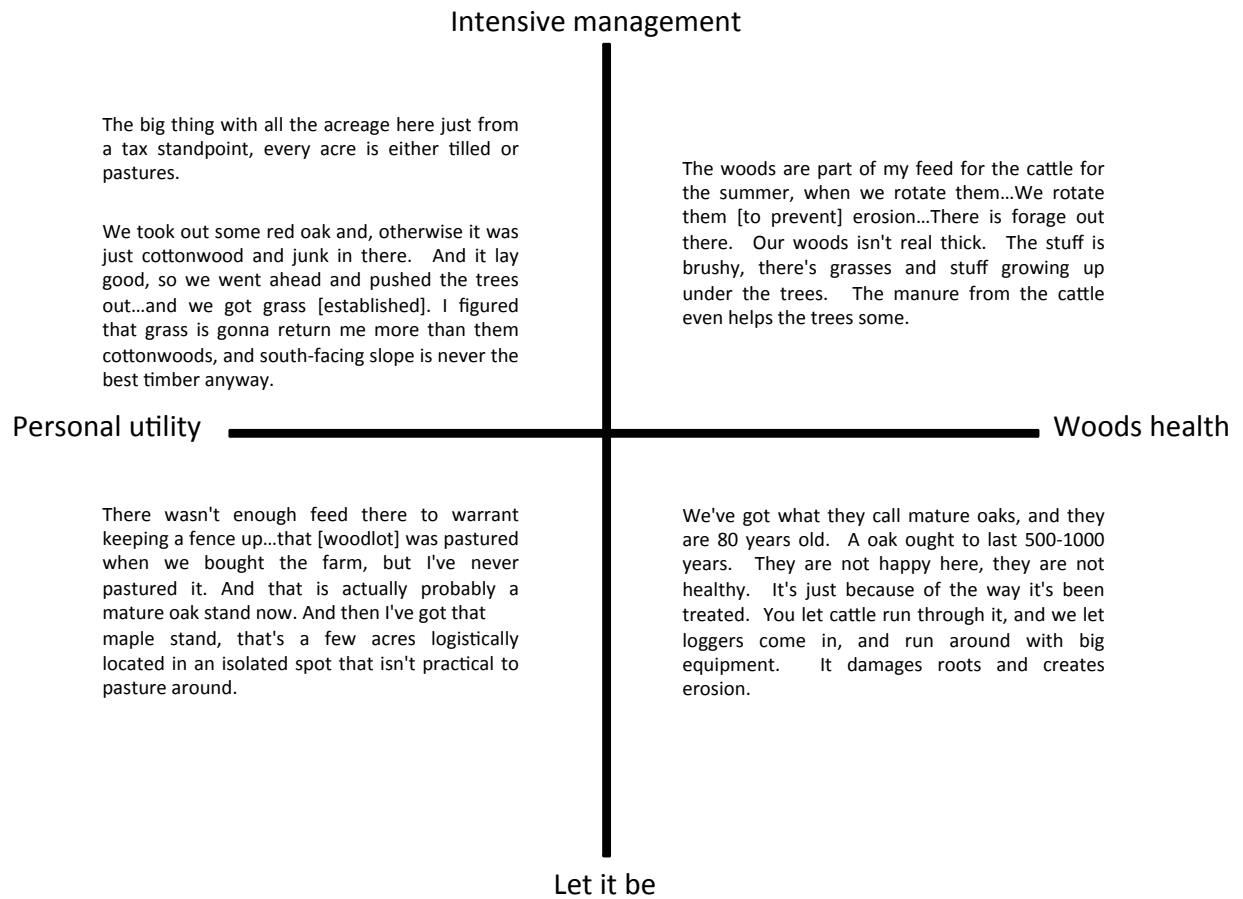 Intensive management
The big thing with all the acreage here just from
a tax standpoint, every acre is either tilled or
pastures.
We took out some red oak and, otherwise it was
just cottonwood and junk in there. And it lay
good, so we went ahead and pushed the trees
out...and we got grass [established]. I figured
that grass is gonna return me more than them
cottonwoods, and south-facing slope is never the
best timber anyway.
The woods are part of my feed for the cattle for
the summer, when we rotate them...We rotate
them [to prevent] erosion...There is forage out
there. Our woods isn't real thick. The stuff is
brushy, there's grasses and stuff growing up
under the trees. The manure from the cattle
even helps the trees some.
Personal utility
Woods health
There wasn't enough feed there to warrant
keeping a fence up...that [woodlot] was pastured
when we bought the farm, but I've never
pastured it. And that is actually probably a
mature oak stand now. And then I've got that
maple stand, that's a few acres logistically
located in an isolated spot that isn't practical to
pasture around.
We've got what they call mature oaks, and they
are 80 years old. A oak ought to last 500-1000
years. They are not happy here, they are not
healthy. It's just because of the way it's been
treated. You let cattle run through it, and we let
loggers come in, and run around with big
equipment. It damages roots and creates
erosion.
Let it be